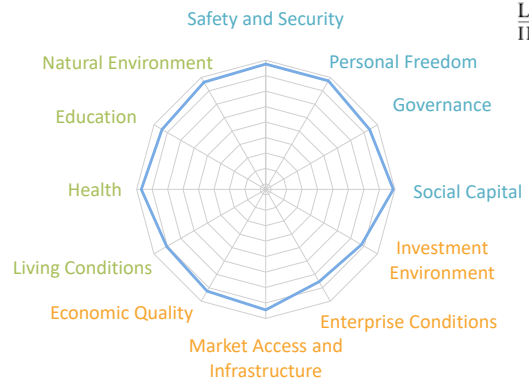 Safety and Security
Natural Environment
Personal Freedom
Education
Governance
Health
Social Capital
Living Conditions
Investment
Environment
Economic Quality
Enterprise Conditions
Market Access and
Infrastructure